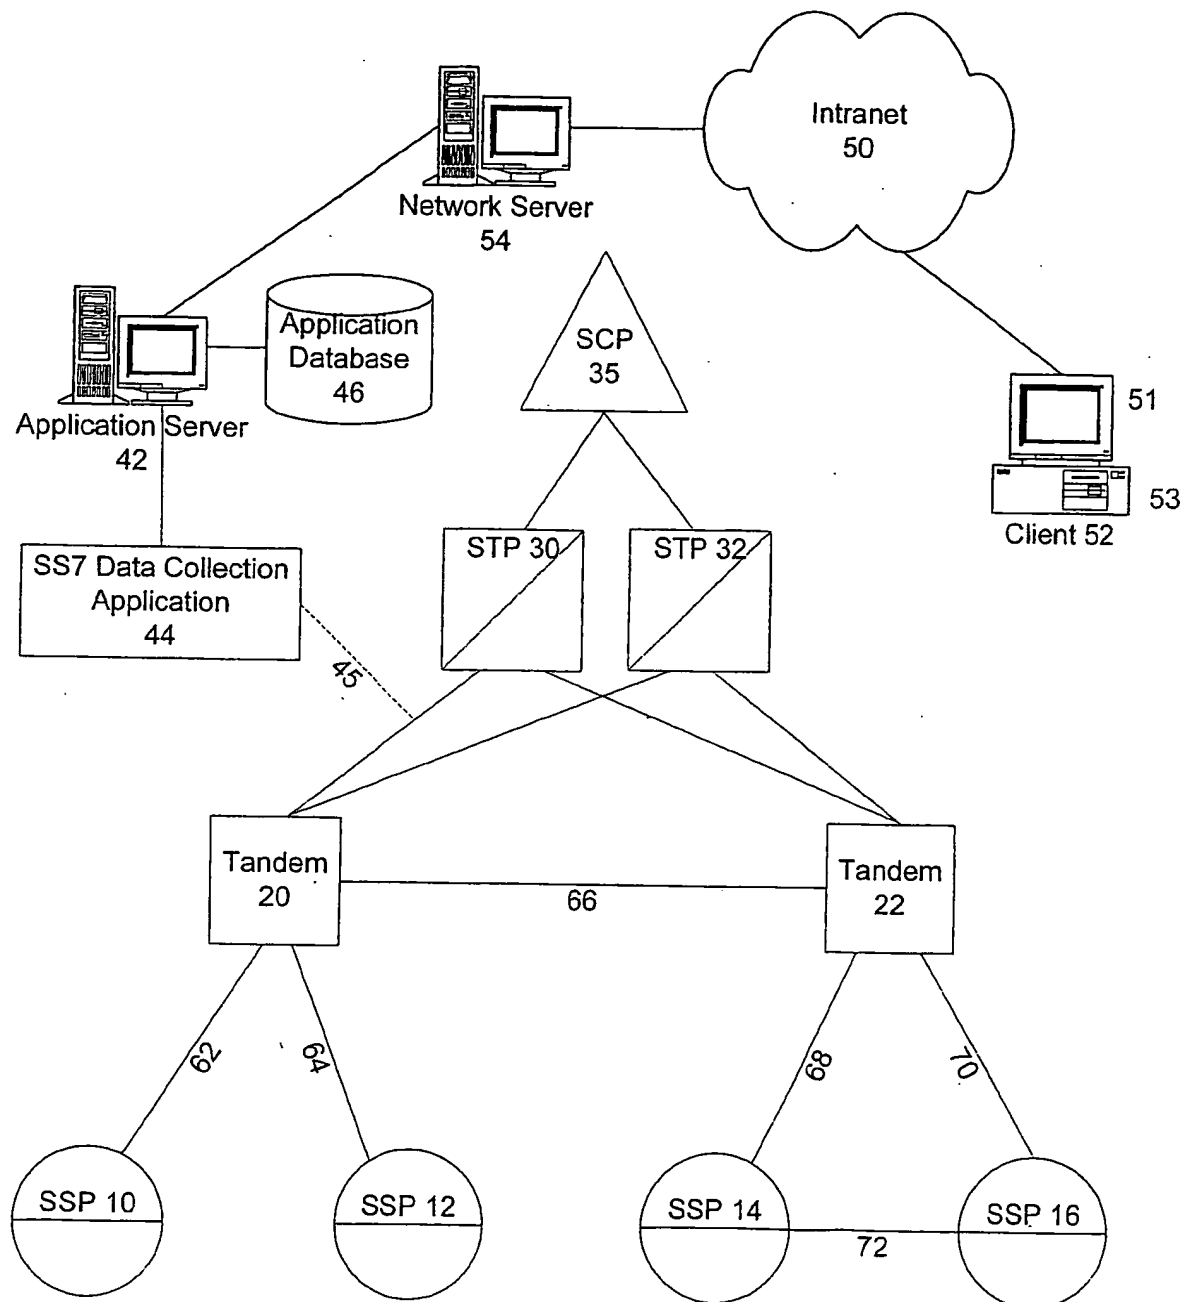 Intranet
50
Network Server
54
Application
Database
46
SCP
35
Application Server
42
51
53
Client 52
STP 30
STP 32
SS7 Data Collection
Application
44
45
Tandem
20
66
Tandem
22
62
64
68
70
SSP 10
SSP 12
SSP 14
72
SSP 16